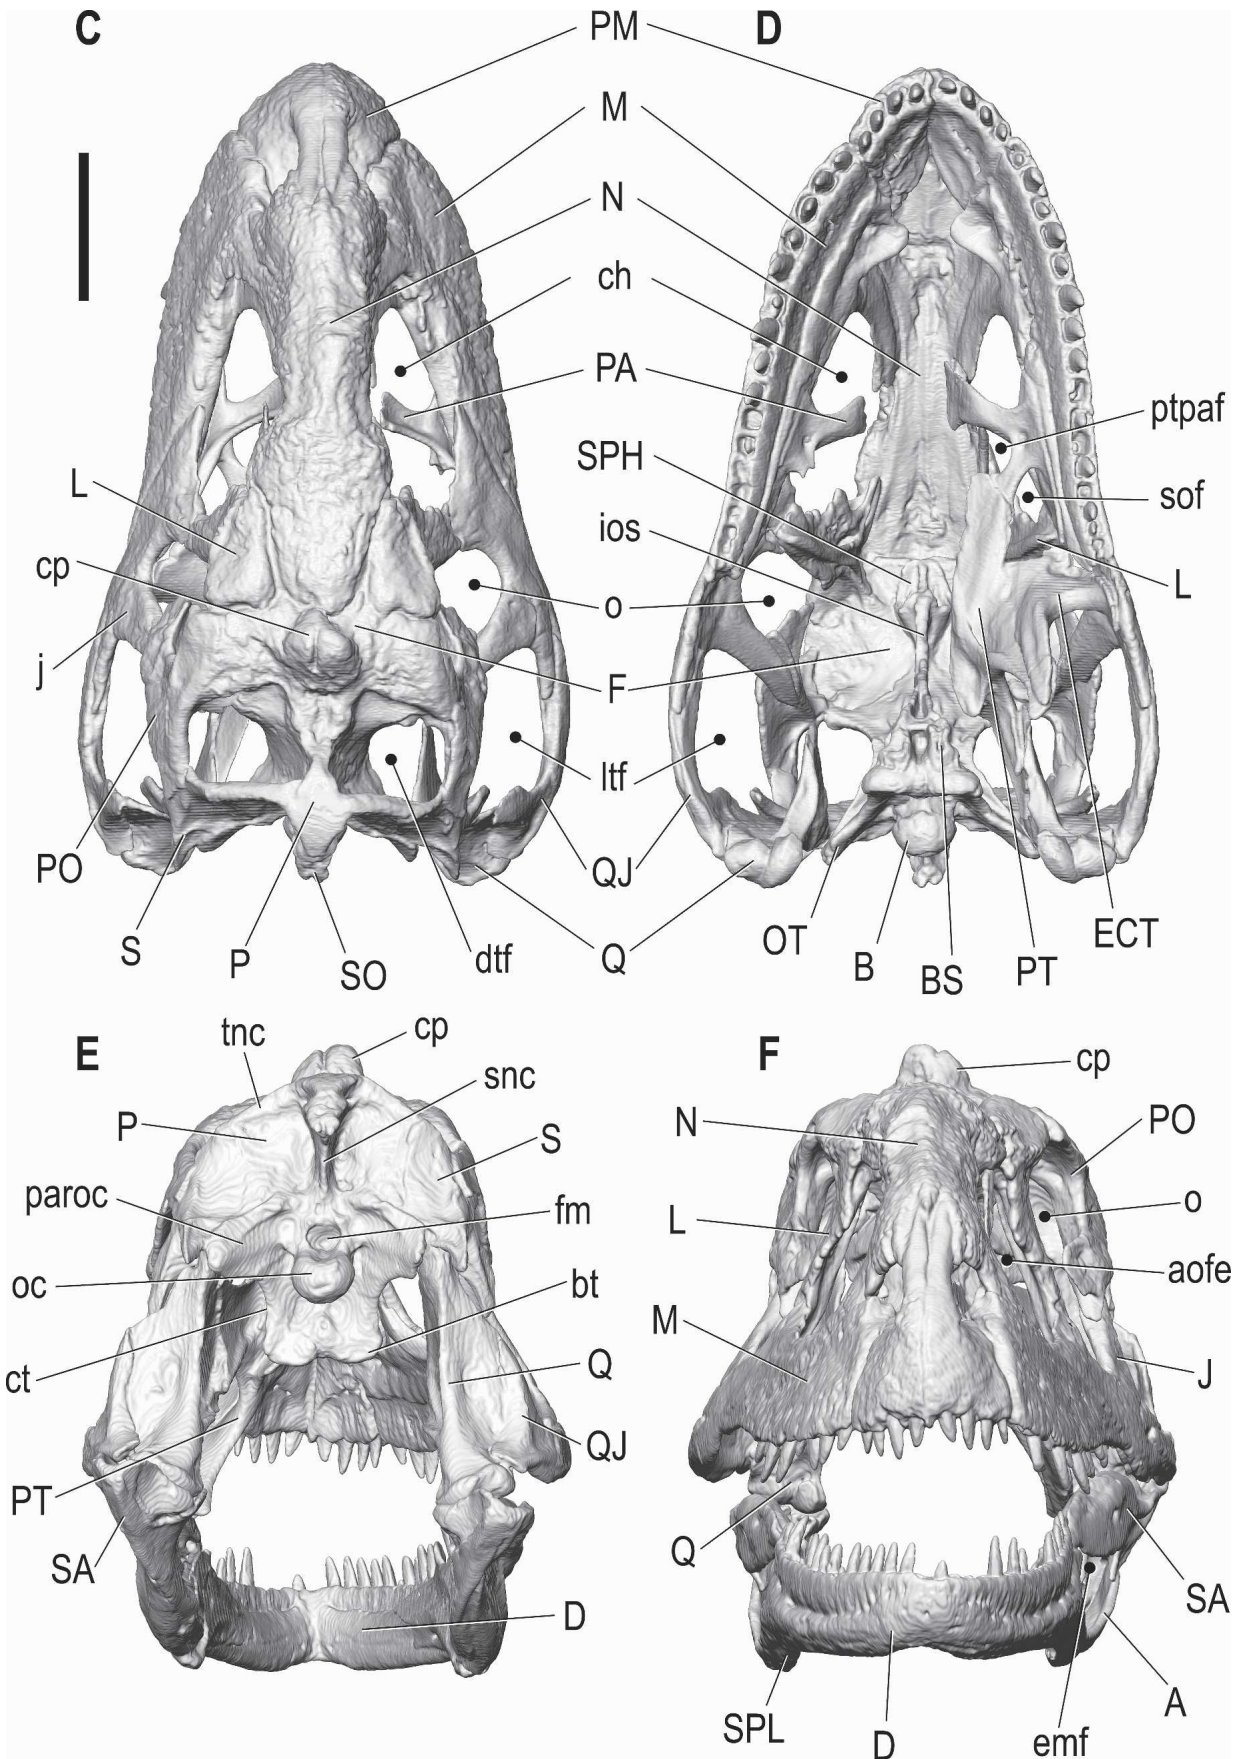 C
PM
D
M
N
ch
PA
ptpaf
SPH
sof
L
ios
cp
o
L
j
F
ltf
PO
QJ
S
P
SO
dtf
Q
OT
B
BS
PT
ECT
E
tnc
cp
snc
P
S
paroc
fm
oc
bt
ct
Q
QJ
PT
SA
D
F
cp
N
PO
L
o
aofe
M
J
Q
SA
A
SPL
D
emf